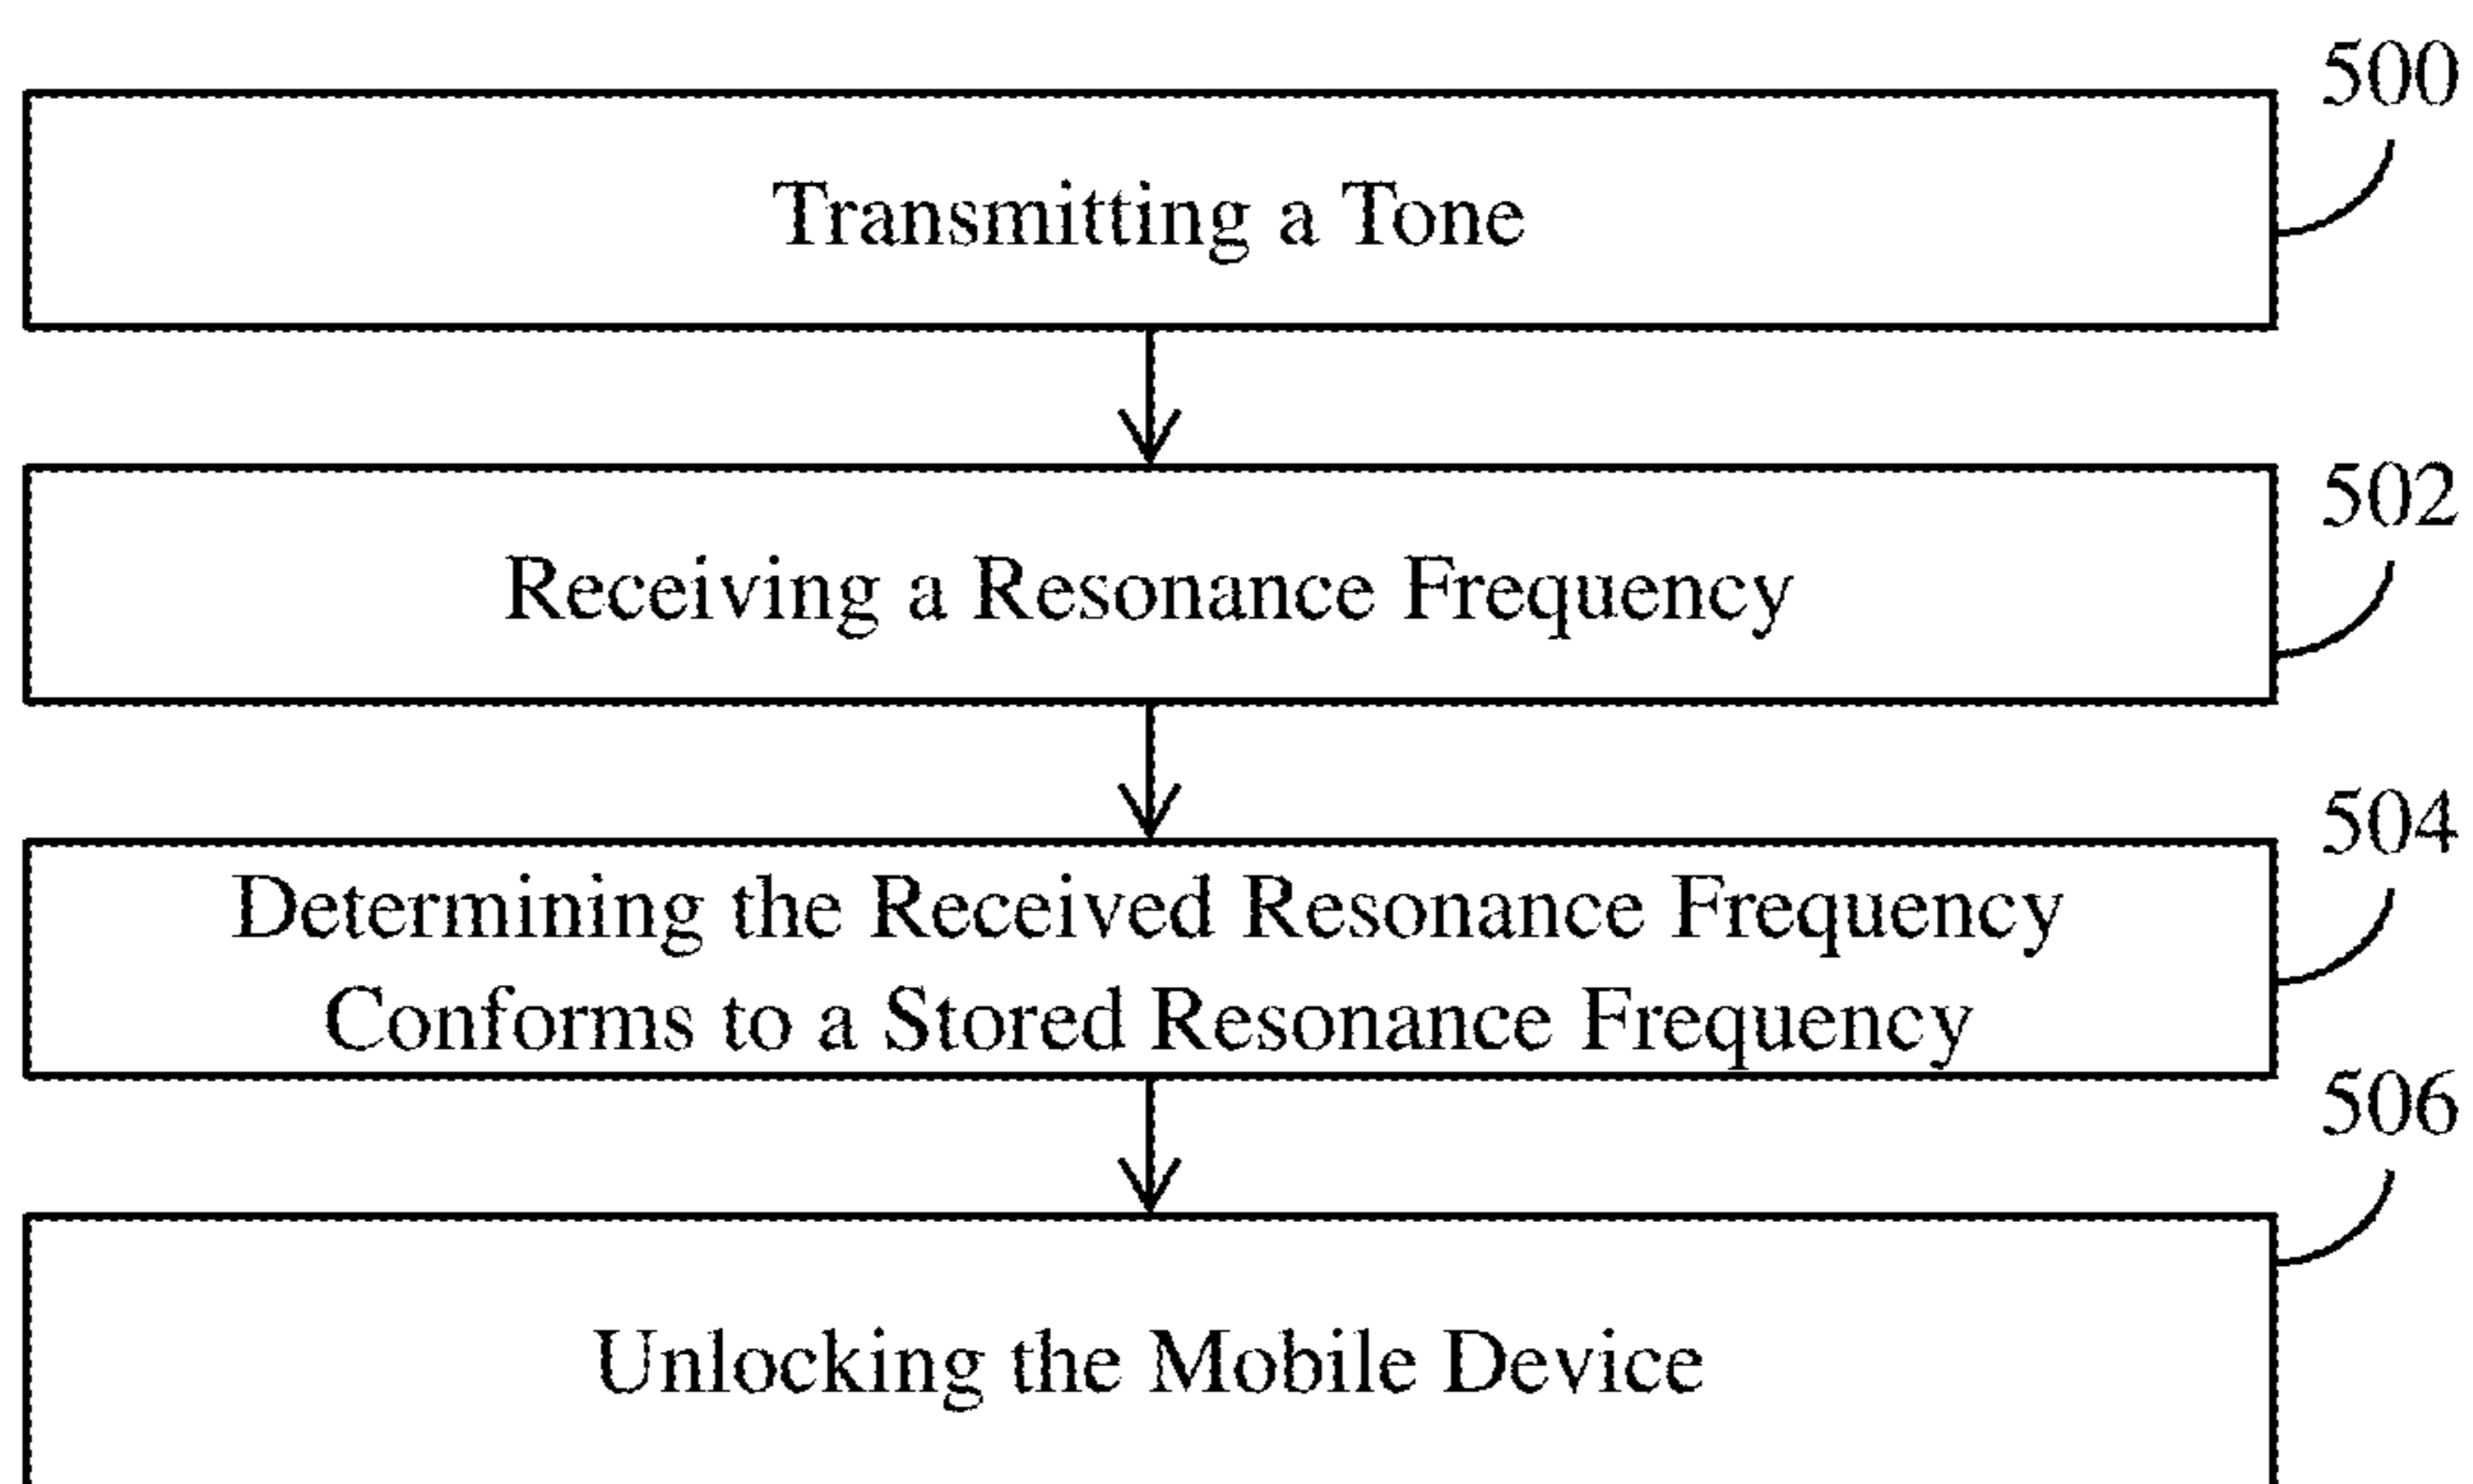 500
Transmitting a Tone
502
Receiving a Resonance Frequency
504
Determining the Received Resonance Frequency
Conforms to a Stored Resonance Frequency
506
Unlocking the Mobile Device